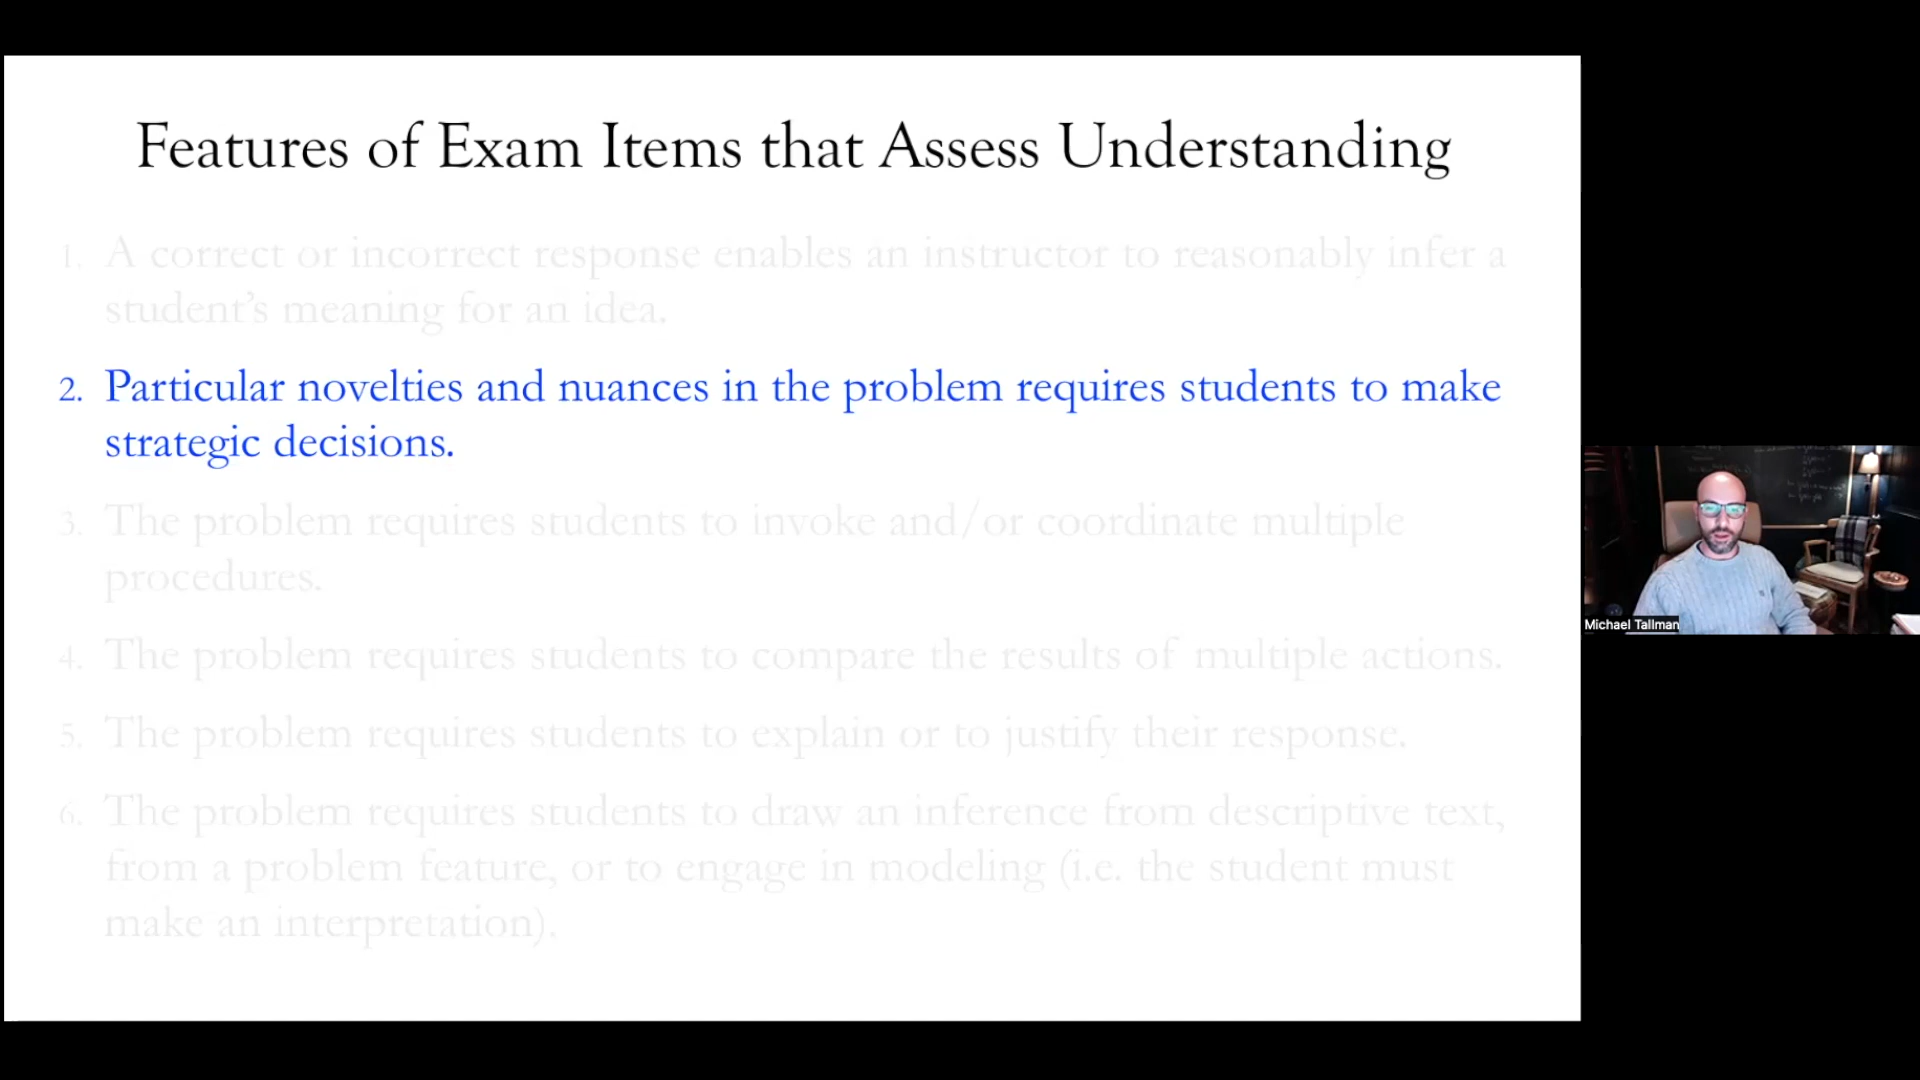 Features of Exam Items that Assess Understanding
1. A correct or incorrect response enables an instructor to reasonably infer a
student's meaning for an idea.
2. Particular novelties and nuances in the problem requires students to make
strategic decisions.
3. The problem requires students to invoke and/or coordinate multiple
procedures.
4. The problem requires students to compare the results of multiple actions.
5. The problem requires students to explain or to justify their response.
6. The problem requires students to draw an inference from descriptive text,
from a problem feature, or to engage in modeling (i.e. the student must
make an interpretation).
Michael Tallman